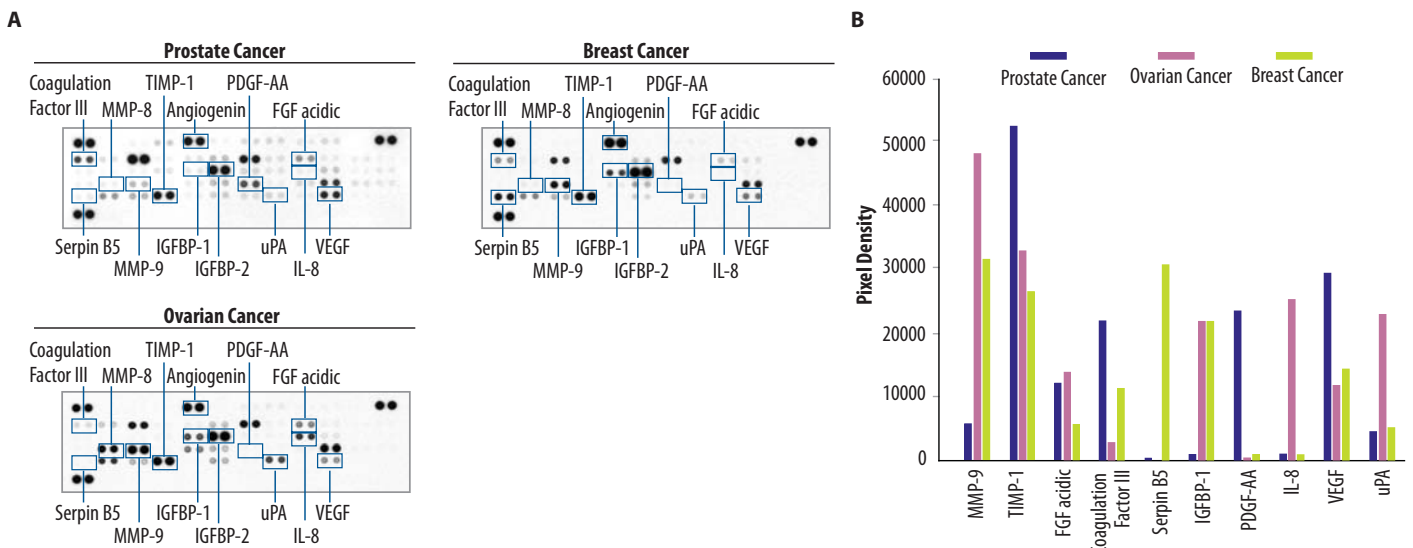 A
Prostate Cancer
Coagulation TIMP-1 PDGF-AA
Factor III MMP-8 Angiogenin FGF acidic
Serpin B5 IGFBP-1 uPA VEGF
MMP-9 IGFBP-2 IL-8
Breast Cancer
Coagulation TIMP-1 PDGF-AA
Factor III MMP-8 Angiogenin FGF acidic
Serpin B5 IGFBP-1 uPA VEGF
MMP-9 IGFBP-2 IL-8
Ovarian Cancer
Coagulation TIMP-1 PDGF-AA
Factor III MMP-8 Angiogenin FGF acidic
Serpin B5 IGFBP-1 uPA VEGF
MMP-9 IGFBP-2 IL-8
B
Prostate Cancer Ovarian Cancer Breast Cancer
Pixel Density
60000
50000
40000
30000
20000
10000
0
MMP-9
TIMP-1
FGF acidic
Coagulation
Factor III
Serpin B5
IGFBP-1
PDGF-AA
IL-8
VEGF
uPA